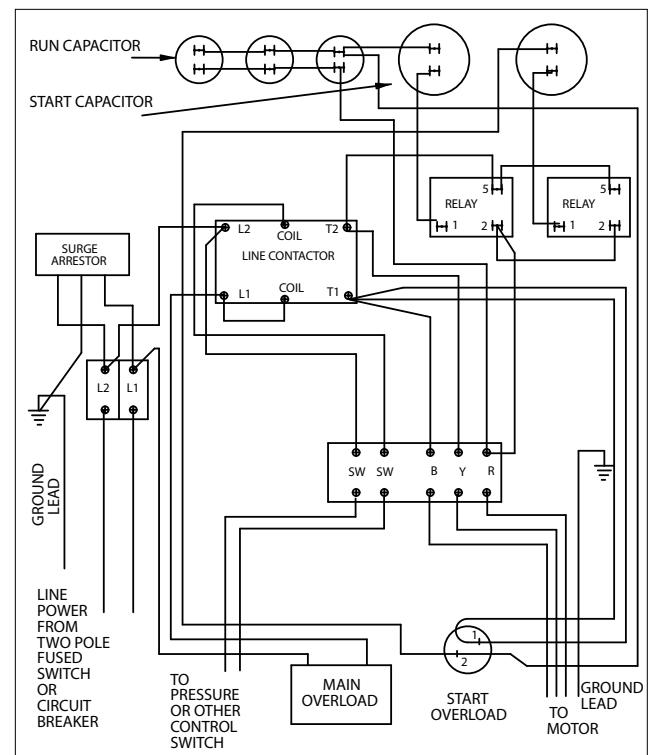 RUN CAPACITOR
START CAPACITOR
5
RELAY
1
2
5
RELAY
1
2
L2
COIL
T2
LINE CONTACTOR
L1
COIL
T1
SURGE
ARRESTOR
L2
L1
SW
SW
B
Y
R
GROUND
LEAD
LINE
POWER
FROM
TWO POLE
FUSED
SWITCH
OR
CIRCUIT
BREAKER
TO
PRESSURE
OR OTHER
CONTROL
SWITCH
MAIN
OVERLOAD
1
2
START
OVERLOAD
TO
MOTOR
GROUND
LEAD